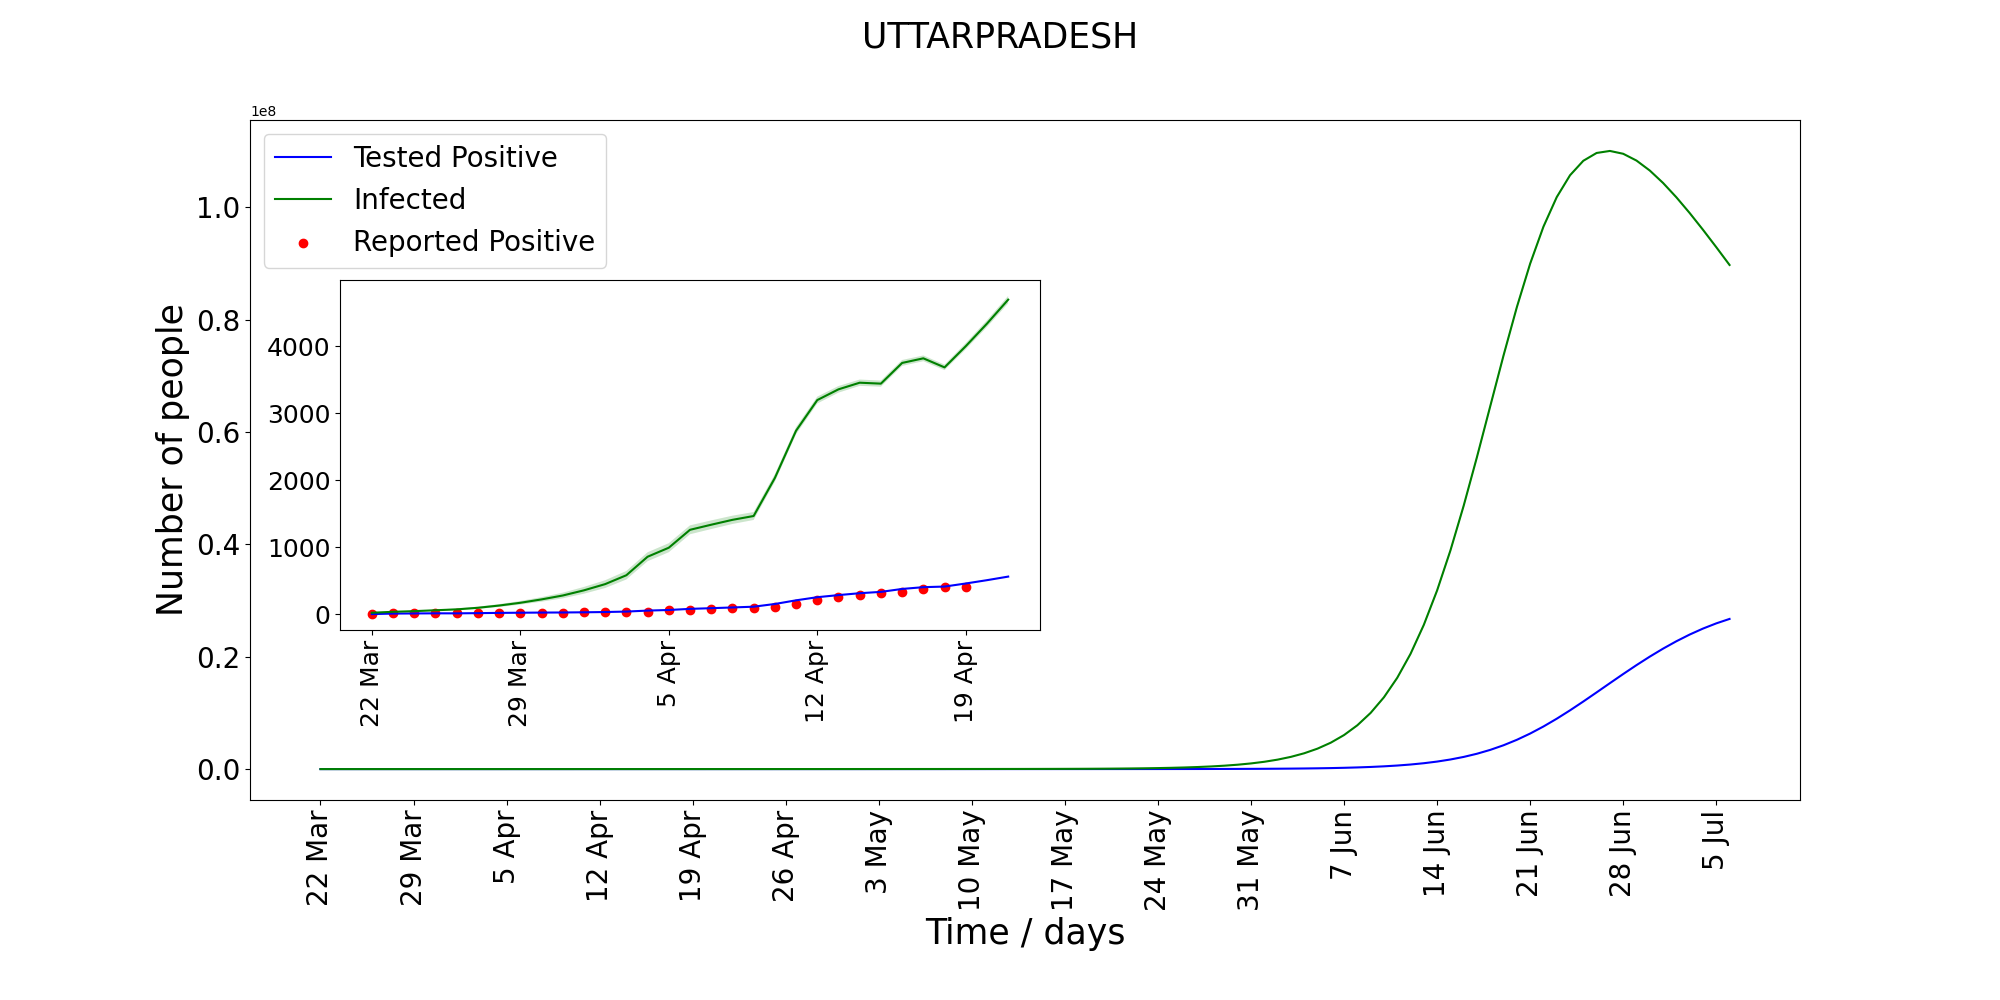 UTTARPRADESH
1e8
Tested Positive
Infected
Reported Positive
Number of people
1.0
0.8
0.6
0.4
0.2
0.0
4000
3000
2000
1000
0
22 Mar
29 Mar
5 Apr
12 Apr
19 Apr
22 Mar
29 Mar
5 Apr
12 Apr
19 Apr
26 Apr
3 May
10 May
17 May
24 May
31 May
7 Jun
14 Jun
21 Jun
28 Jun
5 Jul
Time / days